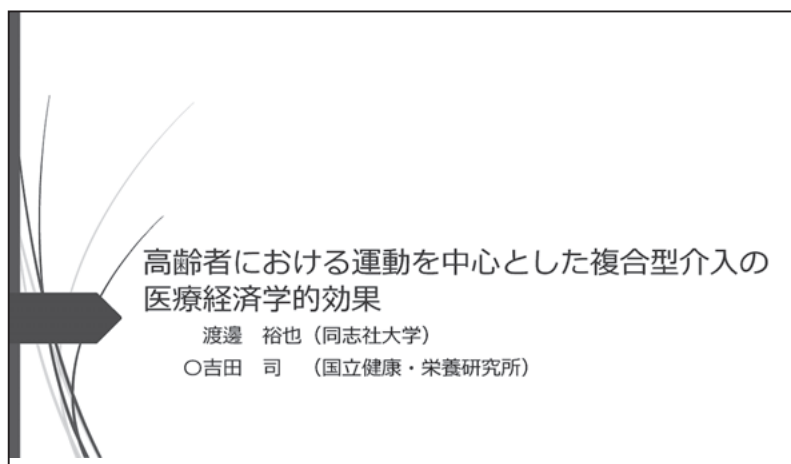 高齢者における運動を中心とした複合型介入の
医療経済学的効果
渡邊　裕也（同志社大学）
〇吉田　司　（国立健康・栄養研究所）